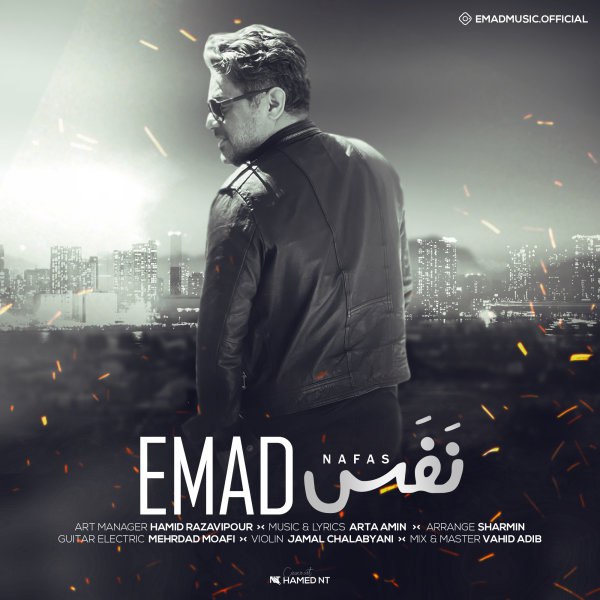 EMADMUSIC.OFFICIAL
EMAD
NAFAS
نَفَس
ART MANAGER HAMID RAZAVIPOUR MUSIC & LYRICS ARTA AMIN ARRANGE SHARMIN
GUITAR ELECTRIC MEHRDAD MOAFI VIOLIN JAMAL CHALABYANI MIX & MASTER VAHID ADIB
HAMED NT